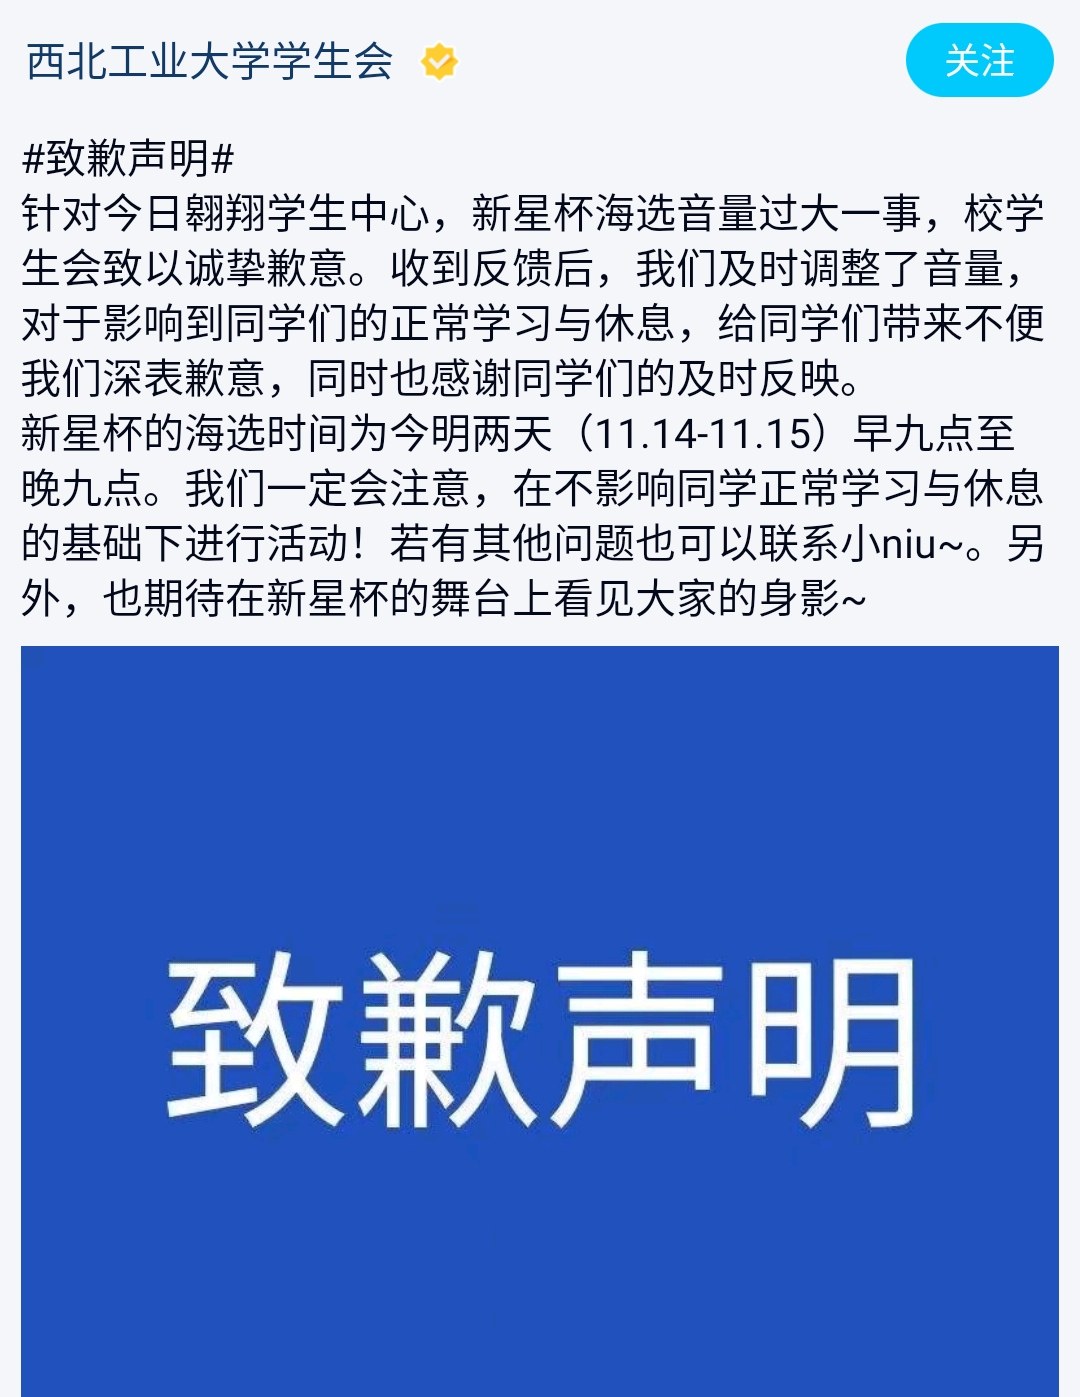 西北工业大学学生会
关注
#致歉声明#
针对今日翱翔学生中心，新星杯海选音量过大一事，校学
生会致以诚挚歉意。收到反馈后，我们及时调整了音量，
对于影响到同学们的正常学习与休息，给同学们带来不便
我们深表歉意，同时也感谢同学们的及时反映。
新星杯的海选时间为今明两天（11.14-11.15）早九点至
晚九点。我们一定会注意，在不影响同学正常学习与休息
的基础下进行活动！若有其他问题也可以联系小niu~。另
外，也期待在新星杯的舞台上看见大家的身影~
致歉声明